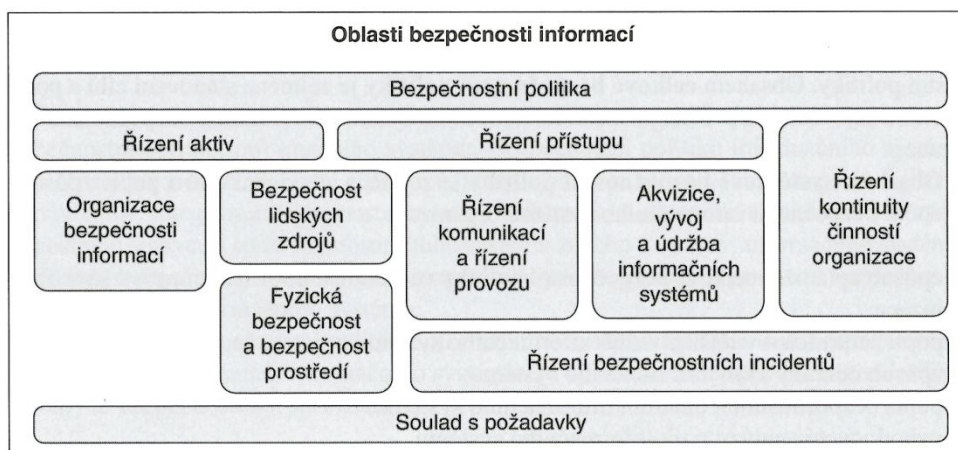 Oblasti bezpečnosti informací
Bezpečnostní politika
Řízení aktiv
Řízení přístupu
Organizace
bezpečnosti
informací
Bezpečnost
lidských
zdrojů
Fyzická
bezpečnost
a bezpečnost
prostředí
Řízení
komunikací
a řízení
provozu
Akvizice,
vývoj
a údržba
informačních
systémů
Řízení
kontinuity
činností
organizace
Řízení bezpečnostních incidentů
Soulad s požadavky